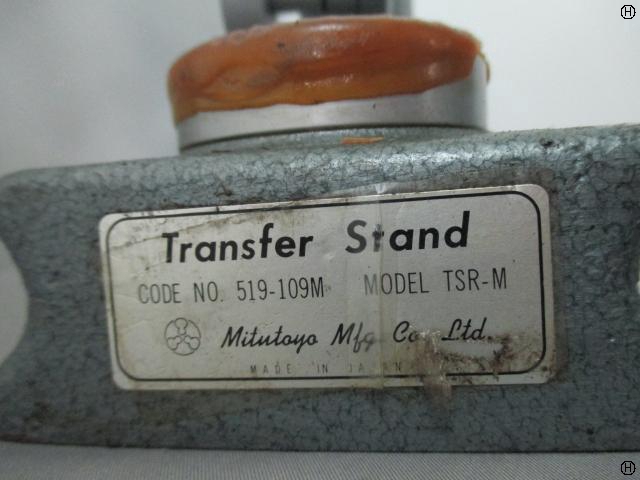 H
Transfer Stand
CODE NO. 519-109M MODEL TSR-M
Mitutoyo Mfg. Co., Ltd.
MADE IN JAPAN
H